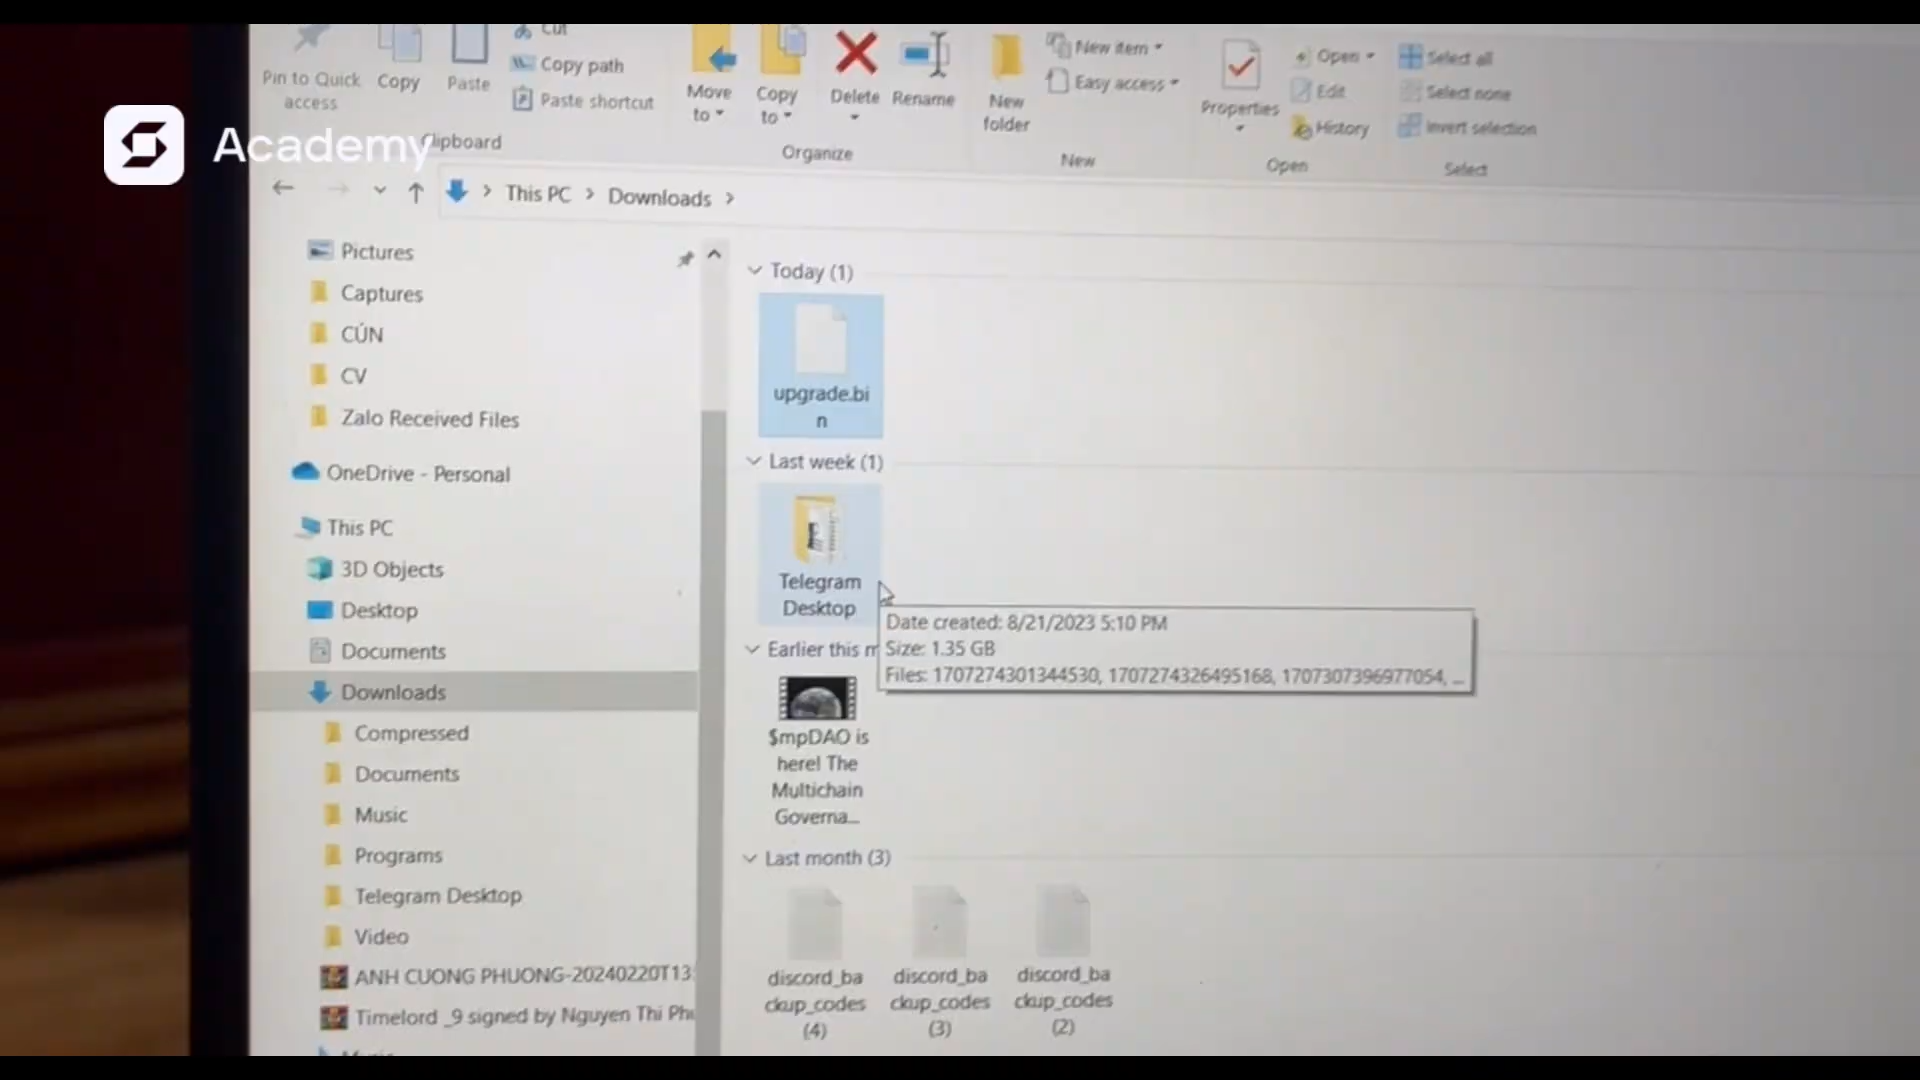 Cut
Pin to Quick
access
Copy
Paste
Copy path
Paste shortcut
Clipboard
Move
to
Copy
to
Delete
Rename
Organize
New
folder
New item
Easy access
New
Properties
Open
Edit
History
Open
Select all
Select none
Invert selection
Select
Academy
This PC > Downloads >
Pictures
Captures
CÚN
CV
Zalo Received Files
OneDrive - Personal
This PC
3D Objects
Desktop
Documents
Downloads
Compressed
Documents
Music
Programs
Telegram Desktop
Video
ANH CUONG PHUONG-20240220T13
Timelord _9 signed by Nguyen Thi Phu
Today (1)
upgrade.bi
n
Last week (1)
Telegram
Desktop
Date created: 8/21/2023 5:10 PM
Size: 1.35 GB
Files: 1707274301344530, 1707274326495168, 1707307396977054, ...
Earlier this m
$mpDAO is
here! The
Multichain
Governa...
Last month (3)
discord_ba
ckup_codes
(4)
discord_ba
ckup_codes
(3)
discord_ba
ckup_codes
(2)